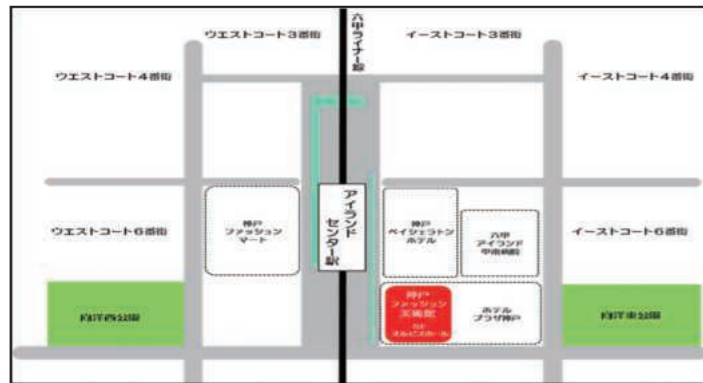 ウエストコート3番街
六甲ライナー線
イーストコート3番街
ウエストコート4番街
イーストコート4番街
アイランド
センター駅
神戸
ファッション
マート
神戸
ベイシェラトン
ホテル
六甲
アイランド
甲南病院
ウエストコート6番街
イーストコート6番街
向洋西公園
神戸
ファッション
美術館
オルビスホール
ホテル
プラザ神戸
向洋東公園